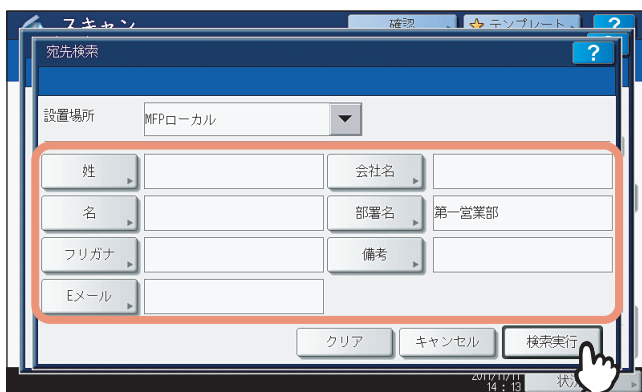 スキャン 確認 テンプレート ?
宛先検索 ?
設置場所 MFPローカル
姓 会社名
名 部署名 第一営業部
フリガナ 備考
Eメール
クリア キャンセル 検索実行
2011/11/11
14 : 13